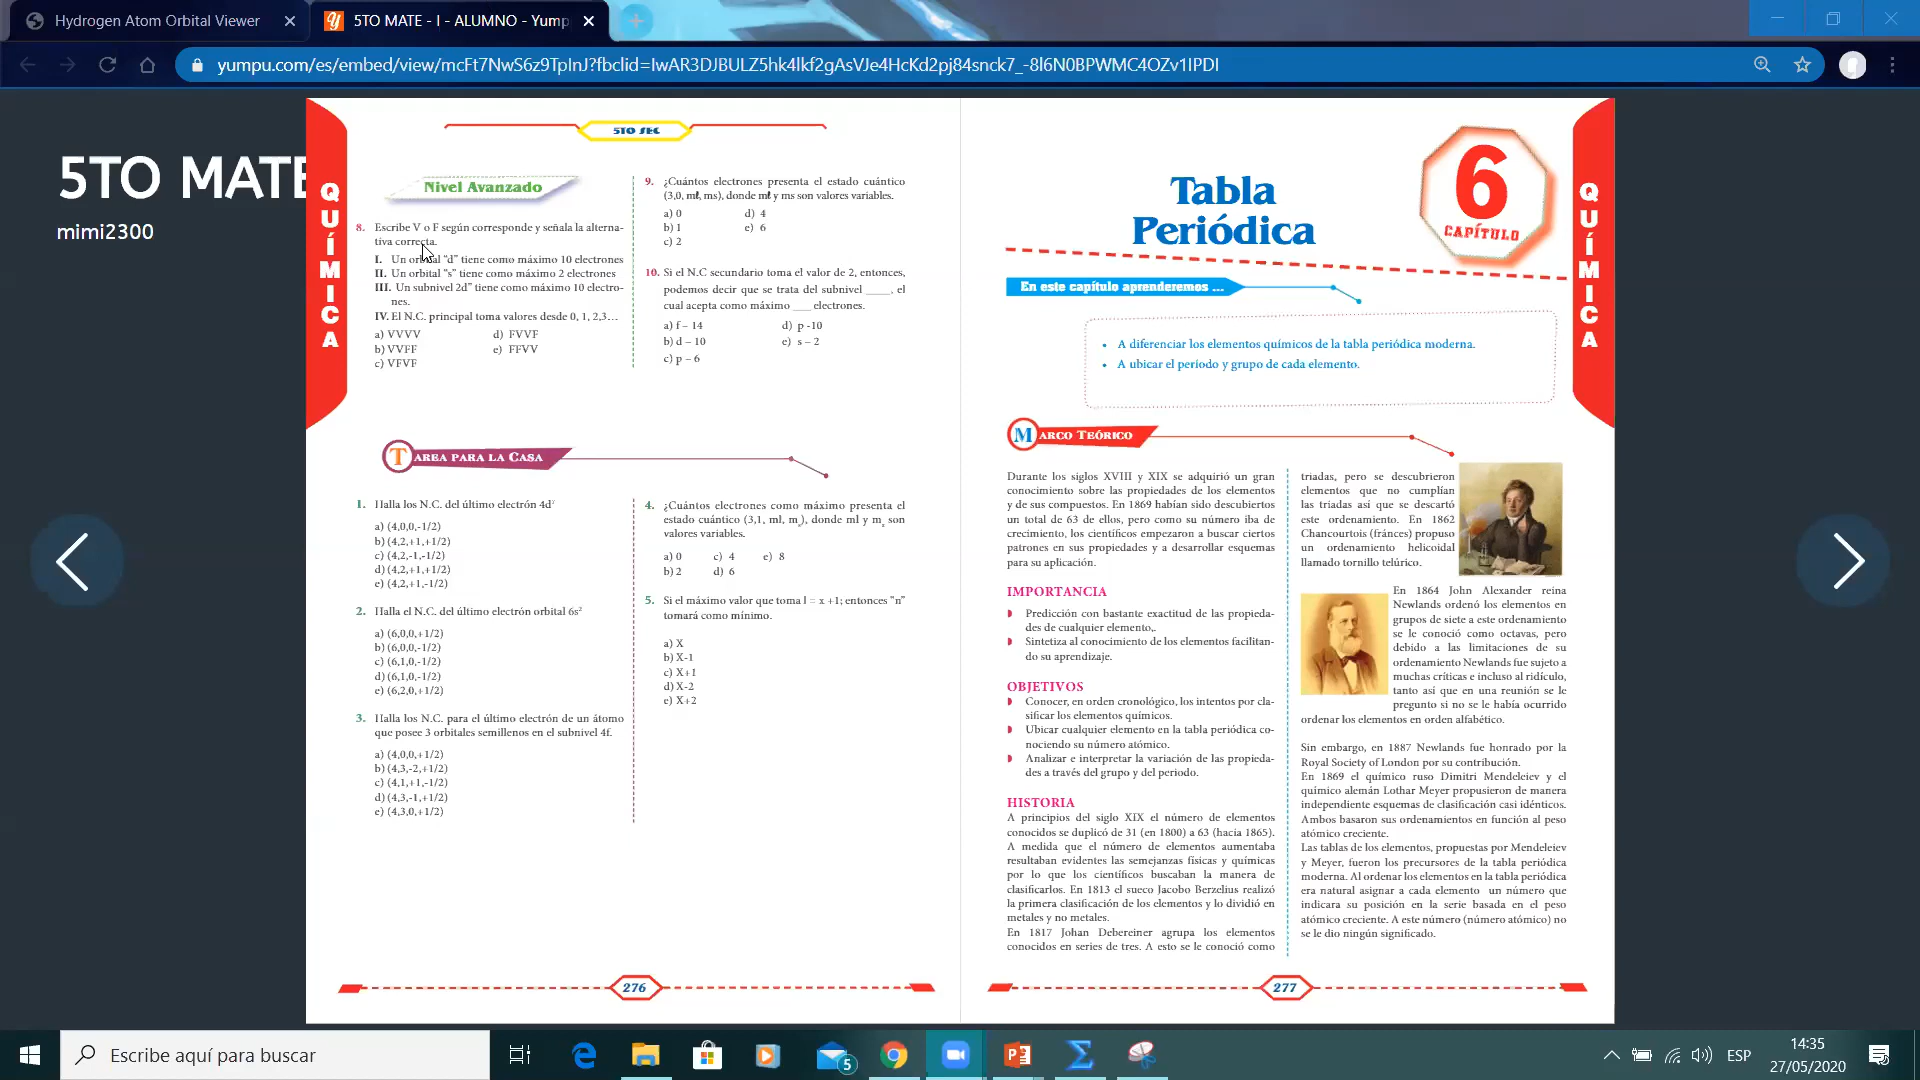 Hydrogen Atom Orbital Viewer
5TO MATE - I - ALUMNO - Yump
yumpu.com/es/embed/view/mcFt7NwS6z9TpInJ?fbclid=IwAR3DJBULZ5hk4lkf2gAsVJe4HcKd2pj84snck7_-8l6N0BPWMC4OZv1IPDI
5TO MATE
mimi2300
QUÍMICA
5TO SEC
Nivel Avanzado
8. Escribe V o F según corresponde y señala la alterna-
tiva correcta.
I. Un orbital “d” tiene como máximo 10 electrones
II. Un orbital “s” tiene como máximo 2 electrones
III. Un subnivel 2d” tiene como máximo 10 electro-
nes.
IV. El N.C. principal toma valores desde 0, 1, 2,3…
a) VVVV d) FVVF
b) VVFF e) FFVV
c) VFVF
9. ¿Cuántos electrones presenta el estado cuántico
(3,0, mℓ, ms), donde mℓ y ms son valores variables.
a) 0 d) 4
b) 1 e) 6
c) 2
10. Si el N.C secundario toma el valor de 2, entonces,
podemos decir que se trata del subnivel ____, el
cual acepta como máximo ___ electrones.
a) f – 14 d) p -10
b) d – 10 e) s – 2
c) p – 6
TAREA PARA LA CASA
1. Halla los N.C. del último electrón 4d⁷
a) (4,0,0,-1/2)
b) (4,2,+1,+1/2)
c) (4,2,-1,-1/2)
d) (4,2,+1,+1/2)
e) (4,2,+1,-1/2)
2. Halla el N.C. del último electrón orbital 6s²
a) (6,0,0,+1/2)
b) (6,0,0,-1/2)
c) (6,1,0,-1/2)
d) (6,1,0,-1/2)
e) (6,2,0,+1/2)
3. Halla los N.C. para el último electrón de un átomo
que posee 3 orbitales semillenos en el subnivel 4f.
a) (4,0,0,+1/2)
b) (4,3,-2,+1/2)
c) (4,1,+1,-1/2)
d) (4,3,-1,+1/2)
e) (4,3,0,+1/2)
4. ¿Cuántos electrones como máximo presenta el
estado cuántico (3,1, ml, ms), donde ml y ms son
valores variables.
a) 0 c) 4 e) 8
b) 2 d) 6
5. Si el máximo valor que toma l = x +1; entonces “n”
tomará como mínimo.
a) X
b) X-1
c) X+1
d) X-2
e) X+2
276
Tabla
Periódica
6
CAPÍTULO
QUÍMICA
En este capítulo aprenderemos ...
• A diferenciar los elementos químicos de la tabla periódica moderna.
• A ubicar el período y grupo de cada elemento.
MARCO TEÓRICO
Durante los siglos XVIII y XIX se adquirió un gran
conocimiento sobre las propiedades de los elementos
y de sus compuestos. En 1869 habían sido descubiertos
un total de 63 de ellos, pero como su número iba de
crecimiento, los científicos empezaron a buscar ciertos
patrones en sus propiedades y a desarrollar esquemas
para su aplicación.
IMPORTANCIA
Predicción con bastante exactitud de las propieda-
des de cualquier elemento,.
Sintetiza al conocimiento de los elementos facilitan-
do su aprendizaje.
OBJETIVOS
Conocer, en orden cronológico, los intentos por cla-
sificar los elementos químicos.
Ubicar cualquier elemento en la tabla periódica co-
nociendo su número atómico.
Analizar e interpretar la variación de las propieda-
des a través del grupo y del periodo.
HISTORIA
A principios del siglo XIX el número de elementos
conocidos se duplicó de 31 (en 1800) a 63 (hacia 1865).
A medida que el número de elementos aumentaba
resultaban evidentes las semejanzas físicas y químicas
por lo que los científicos buscaban la manera de
clasificarlos. En 1813 el sueco Jacobo Berzelius realizó
la primera clasificación de los elementos y lo dividió en
metales y no metales.
En 1817 Johan Debereiner agrupa los elementos
conocidos en series de tres. A esto se le conoció como
triadas, pero se descubrieron
elementos que no cumplían
las triadas así que se descartó
este ordenamiento. En 1862
Chancourtois (fránces) propuso
un ordenamiento helicoidal
llamado tornillo telúrico.
En 1864 John Alexander reina
Newlands ordenó los elementos en
grupos de siete a este ordenamiento
se le conoció como octavas, pero
debido a las limitaciones de su
ordenamiento Newlands fue sujeto a
muchas críticas e incluso al ridículo,
tanto asi que en una reunión se le
pregunto si no se le había ocurrido
ordenar los elementos en orden alfabético.
Sin embargo, en 1887 Newlands fue honrado por la
Royal Society of London por su contribución.
En 1869 el químico ruso Dimitri Mendeleiev y el
químico alemán Lothar Meyer propusieron de manera
independiente esquemas de clasificación casi idénticos.
Ambos basaron sus ordenamientos en función al peso
atómico creciente.
Las tablas de los elementos, propuestas por Mendeleiev
y Meyer, fueron los precursores de la tabla periódica
moderna. Al ordenar los elementos en la tabla periódica
era natural asignar a cada elemento un número que
indicara su posición en la serie basada en el peso
atómico creciente. A este número (número atómico) no
se le dio ningún significado.
277
Escribe aquí para buscar
5
ESP
14:35
27/05/2020